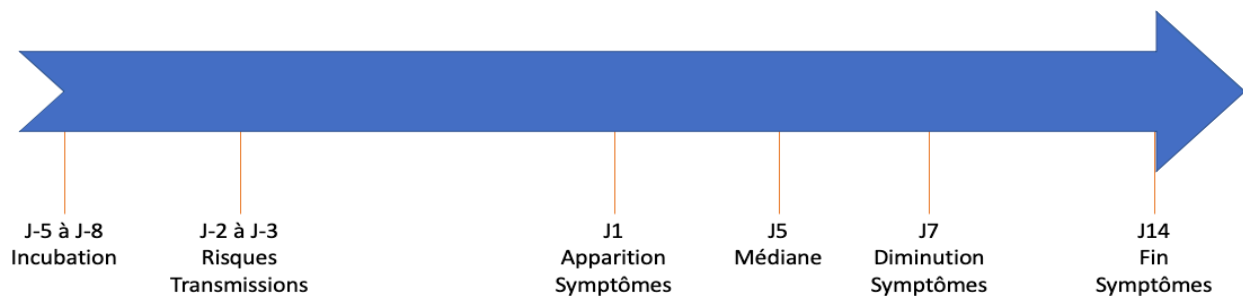 J-5 à J-8
Incubation
J-2 à J-3
Risques
Transmissions
J1
Apparition
Symptômes
J5
Médiane
J7
Diminution
Symptômes
J14
Fin
Symptômes